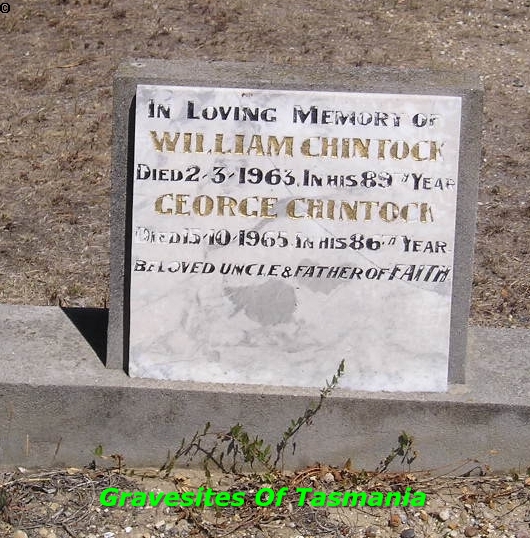 ©
In Loving Memory of
WILLIAM CHINTOCK
Died 2-3-1963, In his 89TH Year
GEORGE CHINTOCK
Died 15-10-1965 In his 86TH Year
Beloved Uncle & Father of FAITH
Gravesites Of Tasmania